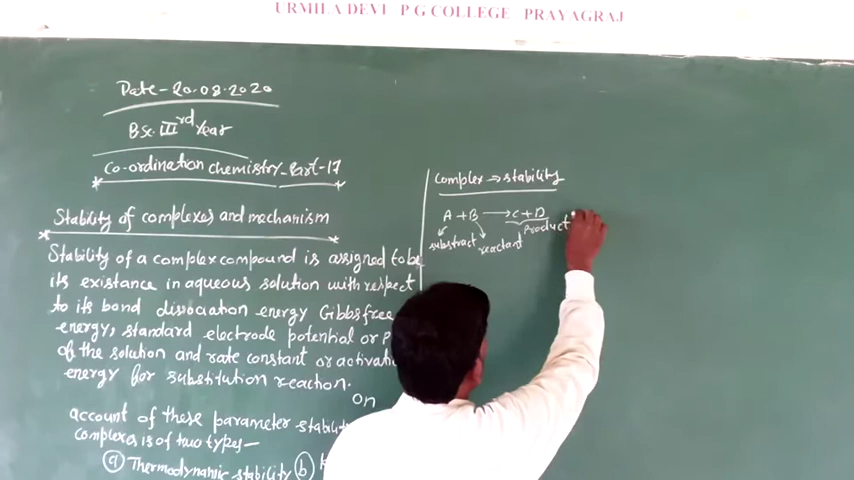 URMILA DEVI P G COLLEGE PRAYAGRAJ
Date - 20.08.2020
BSc. III rd Year
Co-ordination chemistry - Part-17
Stability of complexes and mechanism
Stability of a complex compound is assigned to be
its existance in aqueous solution with respect
to its bond dissociation energy Gibbs free
energy, standard electrode potential or P
of the solution and rate constant or activati
energy for substitution reaction.
On
account of these parameter stabili
complexes is of two types —
(a) Thermodynamic stability (b) K
Complex → stability
A + B → C + D
Product
substract reactant